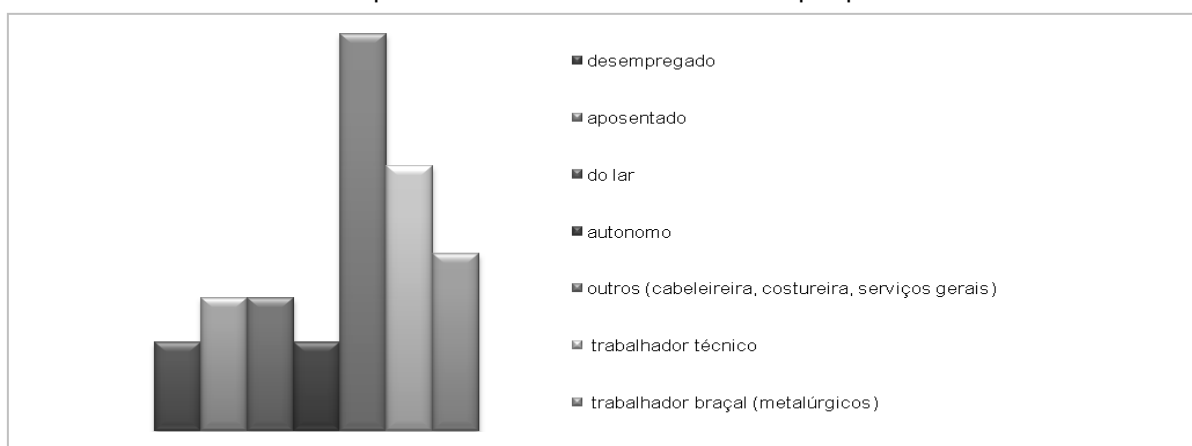 desempregado
aposentado
do lar
autonomo
outros (cabeleireira, costureira, serviços gerais)
trabalhador técnico
trabalhador braçal (metalúrgicos)